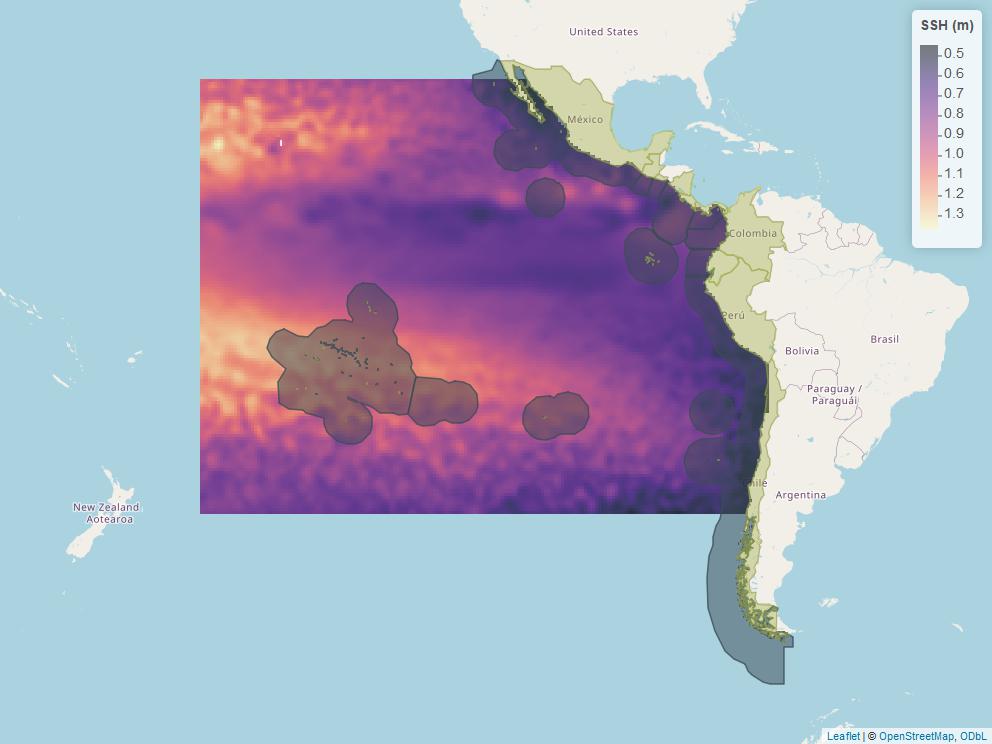 United States
SSH (m)
0.5
0.6
0.7
0.8
0.9
1.0
1.1
1.2
1.3
México
Colombia
Perú
Brasil
Bolivia
Paraguay /
Paraguái
hile
Argentina
New Zealand
Aotearoa
Leaflet | © OpenStreetMap, ODbL